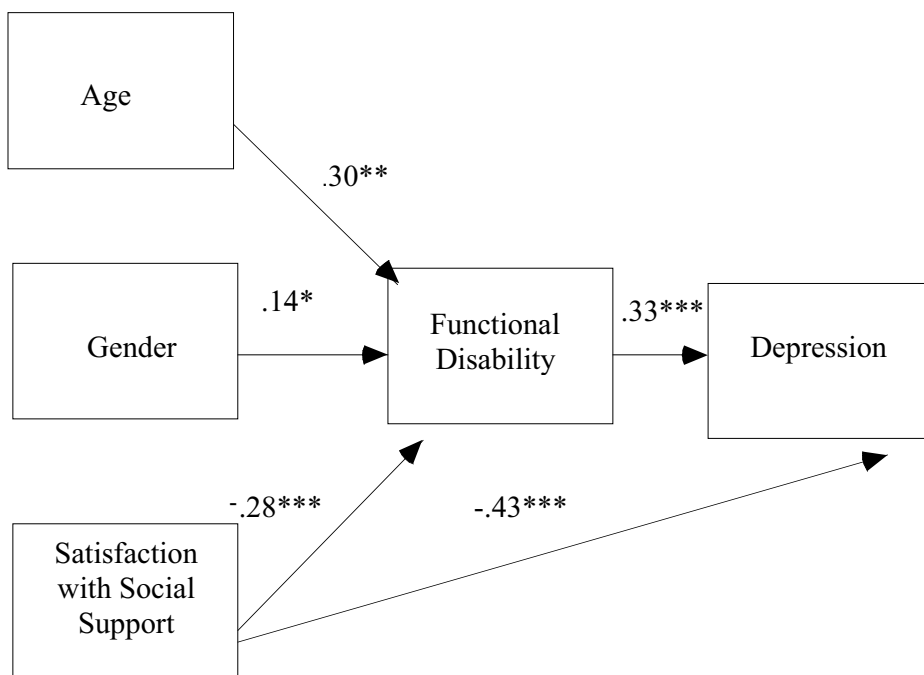 Age
.30**
Gender
.14*
Functional
Disability
.33***
Depression
-.28***
-.43***
Satisfaction
with Social
Support